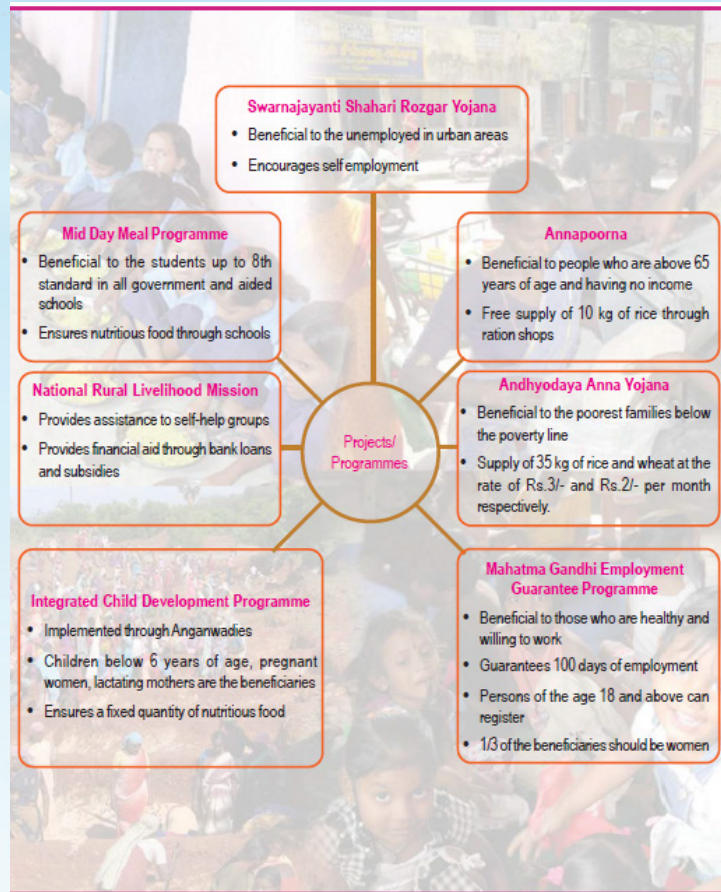 Swarnajayanti Shahari Rozgar Yojana
• Beneficial to the unemployed in urban areas
• Encourages self employment
Mid Day Meal Programme
• Beneficial to the students up to 8th
standard in all government and aided
schools
• Ensures nutritious food through schools
Annapoorna
• Beneficial to people who are above 65
years of age and having no income
• Free supply of 10 kg of rice through
ration shops
National Rural Livelihood Mission
• Provides assistance to self-help groups
• Provides financial aid through bank loans
and subsidies
Projects/
Programmes
Andhyodaya Anna Yojana
• Beneficial to the poorest families below
the poverty line
• Supply of 35 kg of rice and wheat at the
rate of Rs.3/- and Rs.2/- per month
respectively.
Integrated Child Development Programme
• Implemented through Anganwadies
• Children below 6 years of age, pregnant
women, lactating mothers are the beneficiaries
• Ensures a fixed quantity of nutritious food
Mahatma Gandhi Employment
Guarantee Programme
• Beneficial to those who are healthy and
willing to work
• Guarantees 100 days of employment
• Persons of the age 18 and above can
register
• 1/3 of the beneficiaries should be women